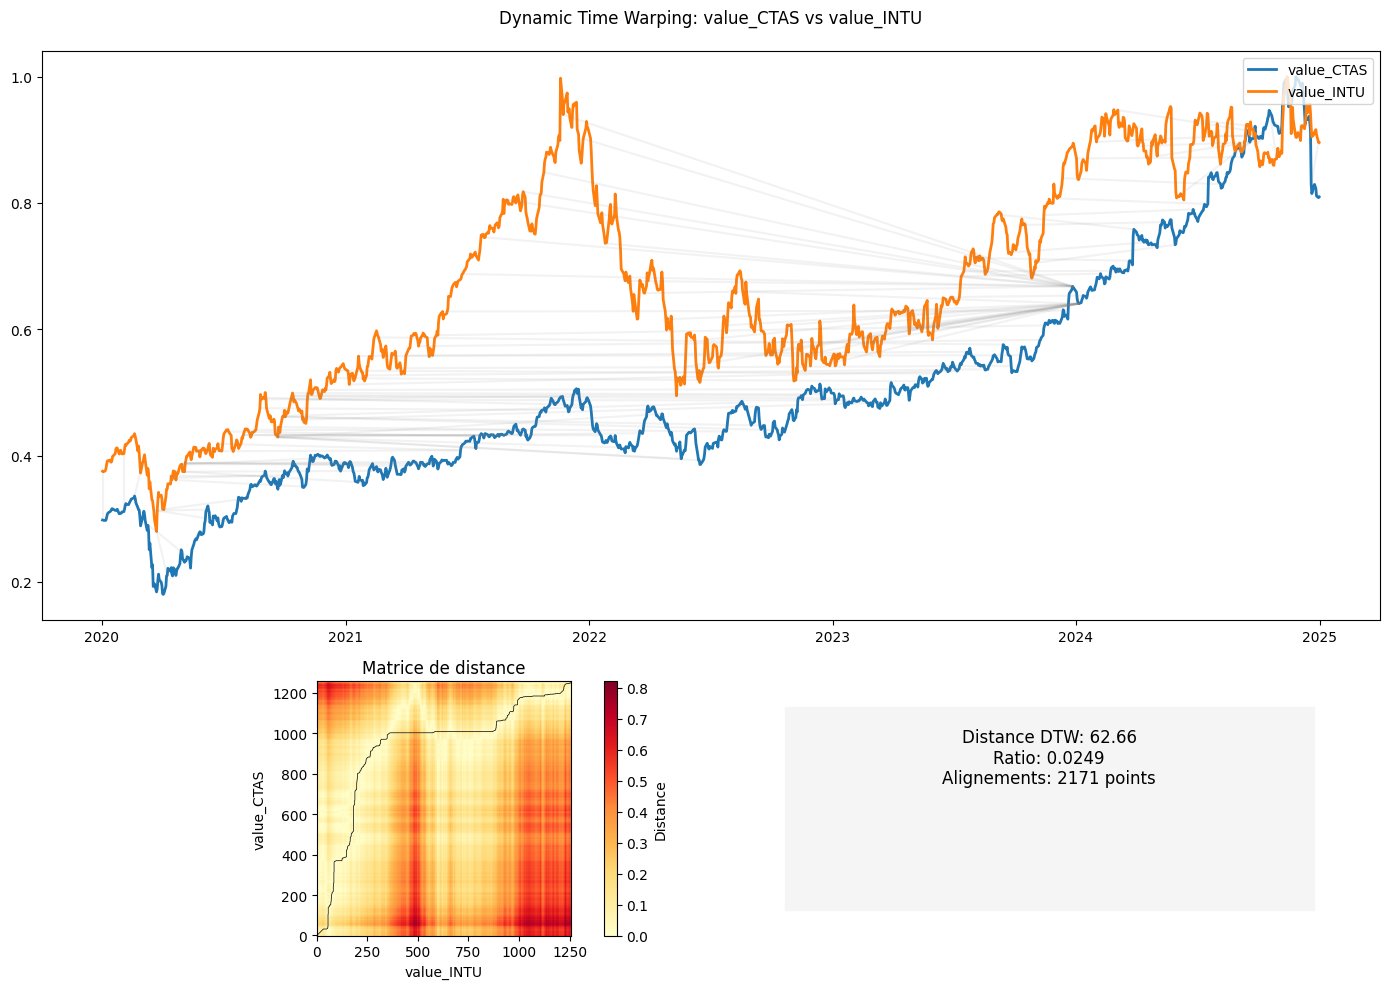 Dynamic Time Warping: value_CTAS vs value_INTU
1.0
0.8
0.6
0.4
0.2
value_CTAS
value_INTU
2020 2021 2022 2023 2024 2025
Matrice de distance
1200
1000
800
600
400
200
0
value_CTAS
0 250 500 750 1000 1250
value_INTU
0.8
0.7
0.6
0.5
0.4
0.3
0.2
0.1
0.0
Distance
Distance DTW: 62.66
Ratio: 0.0249
Alignements: 2171 points